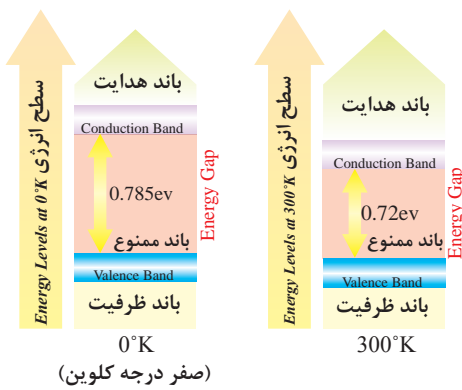 سطح انرژی
Energy Levels at 0°K
باند هدایت
Conduction Band
0.785ev
Energy Gap
باند ممنوع
Valence Band
باند ظرفیت
0°K
(صفر درجه کلوین)
سطح انرژی
Energy Levels at 300°K
باند هدایت
Conduction Band
0.72ev
Energy Gap
باند ممنوع
Valence Band
باند ظرفیت
300°K